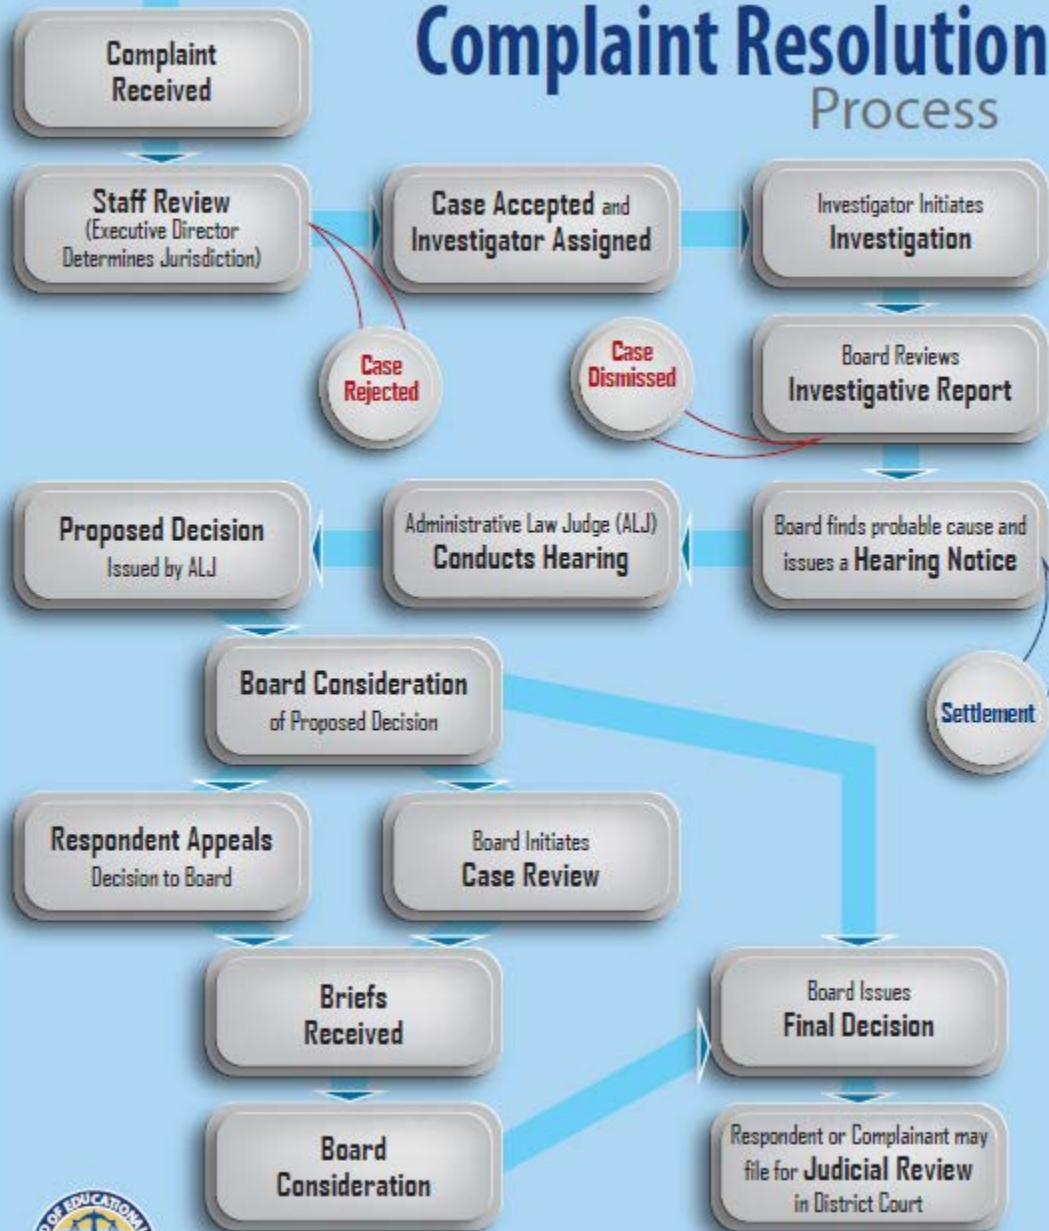 Complaint Resolution
Process
Complaint
Received
Staff Review
(Executive Director
Determines Jurisdiction)
Case Accepted and
Investigator Assigned
Investigator Initiates
Investigation
Case
Rejected
Case
Dismissed
Board Reviews
Investigative Report
Board finds probable cause and
issues a Hearing Notice
Settlement
Administrative Law Judge (ALJ)
Conducts Hearing
Proposed Decision
Issued by ALJ
Board Consideration
of Proposed Decision
Respondent Appeals
Decision to Board
Board Initiates
Case Review
Briefs
Received
Board
Consideration
Board Issues
Final Decision
Respondent or Complainant may
file for Judicial Review
in District Court
OF EDUCATIONAL